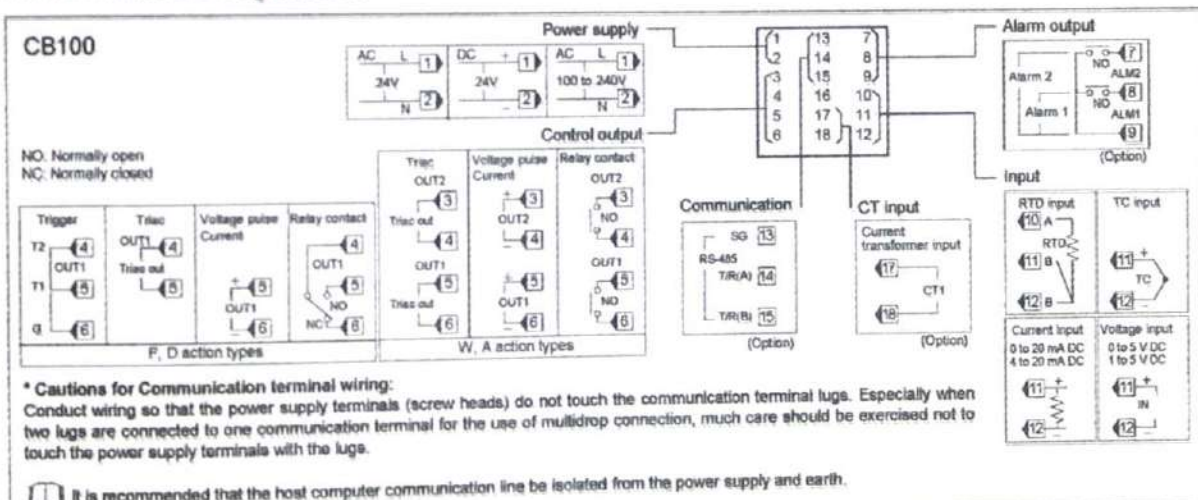 CB100
Power supply
AC L 1
24V
N 2
DC + 1
24V
– 2
AC L 1
100 to 240V
N 2
1 13 7
2 14 8
3 15 9
4 16 10
5 17 11
6 18 12
Alarm output
Alarm 2
Alarm 1
NO 7
ALM2
NO 8
ALM1
9
(Option)
Control output
NO: Normally open
NC: Normally closed
Trigger
T2 4
OUT1
T1 5
G 6
Triac
OUT1 4
Triac out 5
Voltage pulse
Current
+ 5
OUT1
– 6
Relay contact
4
OUT1
5
NO
NC 6
F, D action types
Triac
OUT2
3
Triac out
4
OUT1
5
Triac out
6
Voltage pulse
Current
+ 3
OUT2
– 4
+ 5
OUT1
– 6
Relay contact
OUT2
3
NO
4
OUT1
5
NO
6
W, A action types
Communication
SG 13
RS-485
T/R(A) 14
T/R(B) 15
(Option)
CT input
Current
transformer input
17
CT1
18
(Option)
input
RTD input
10 A
RTD
11 B
12 B
TC input
11 +
TC
12 –
Current input
0 to 20 mA DC
4 to 20 mA DC
11 +
12 –
Voltage input
0 to 5 V DC
1 to 5 V DC
11 +
IN
12 –
* Cautions for Communication terminal wiring:
Conduct wiring so that the power supply terminals (screw heads) do not touch the communication terminal lugs. Especially when
two lugs are connected to one communication terminal for the use of multidrop connection, much care should be exercised not to
touch the power supply terminals with the lugs.
It is recommended that the host computer communication line be isolated from the power supply and earth.